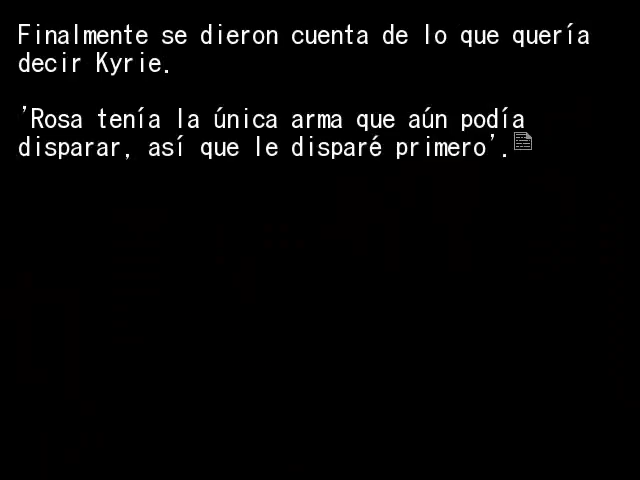 Finalmente se dieron cuenta de lo que quería
decir Kyrie.
'Rosa tenía la única arma que aún podía
disparar, así que le disparé primero'.